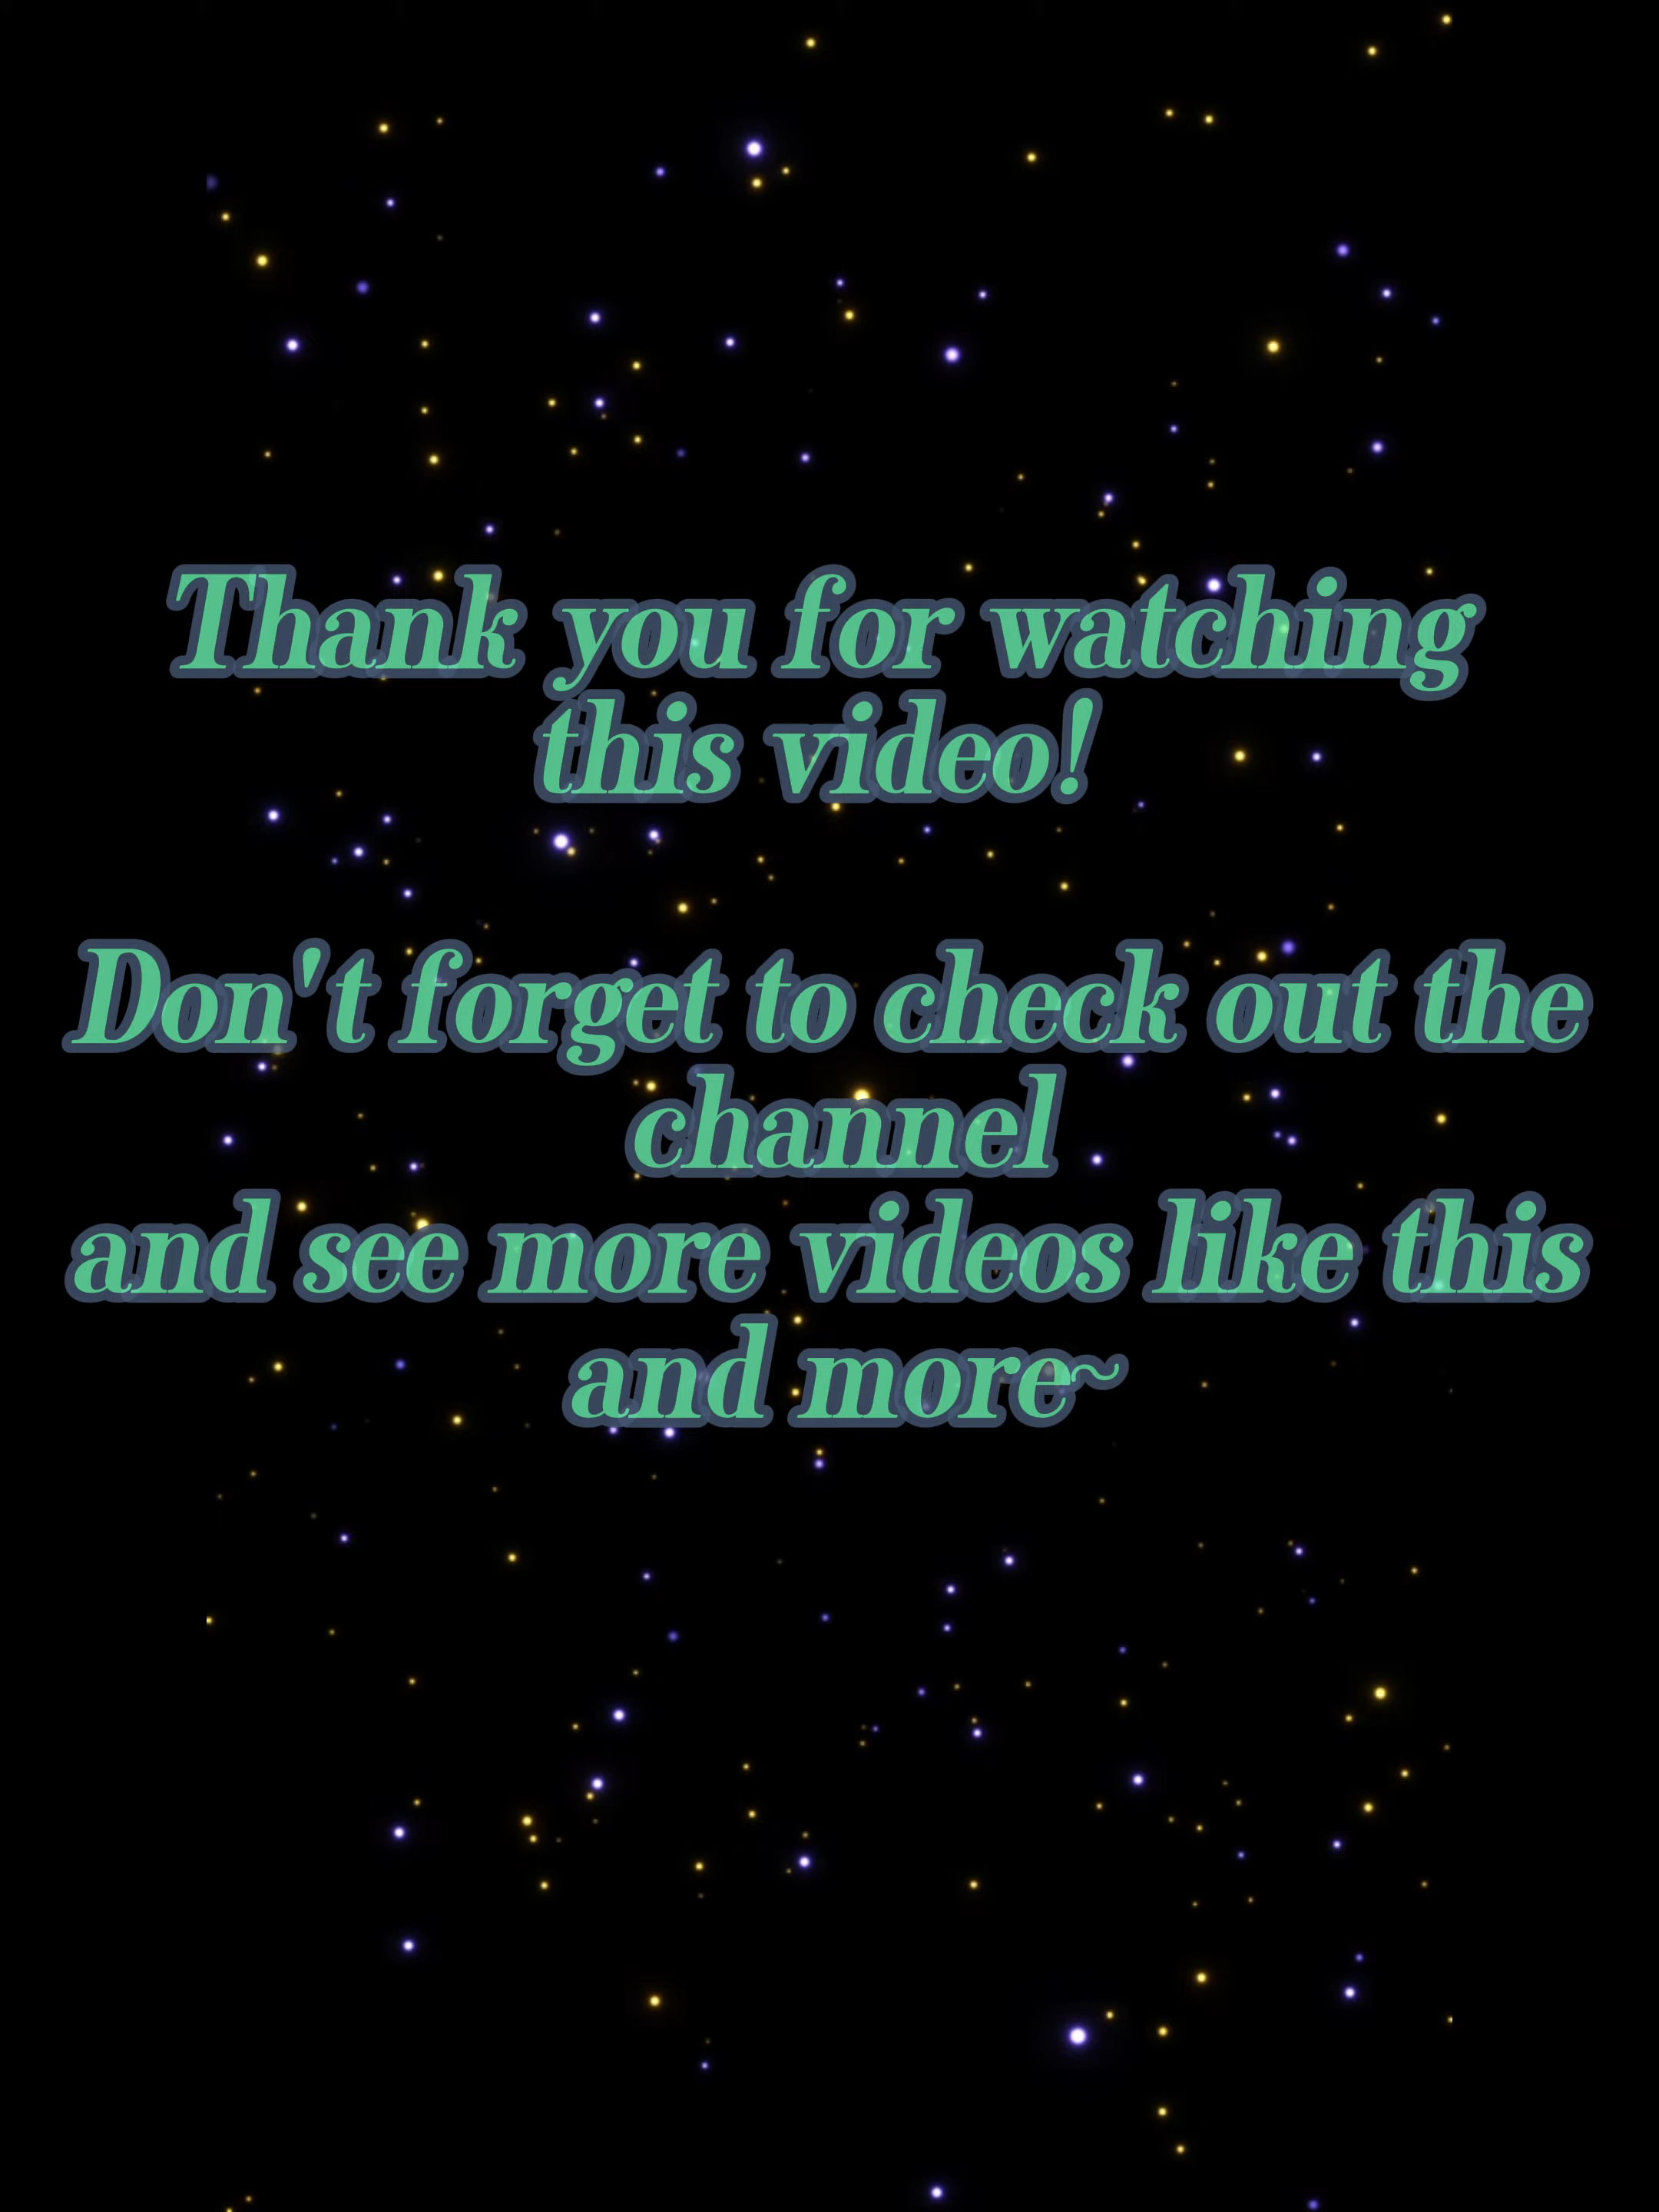 Thank you for watching
this video!
Don't forget to check out the
channel
and see more videos like this
and more~